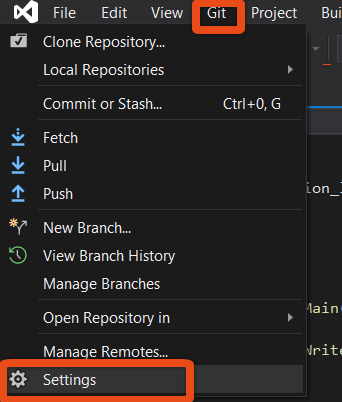 File Edit View Git Project Bui
Clone Repository...
Local Repositories
Commit or Stash... Ctrl+0, G
Fetch
Pull
Push
New Branch...
View Branch History
Manage Branches
Open Repository in
Manage Remotes...
Settings
ion_
Main(
Write